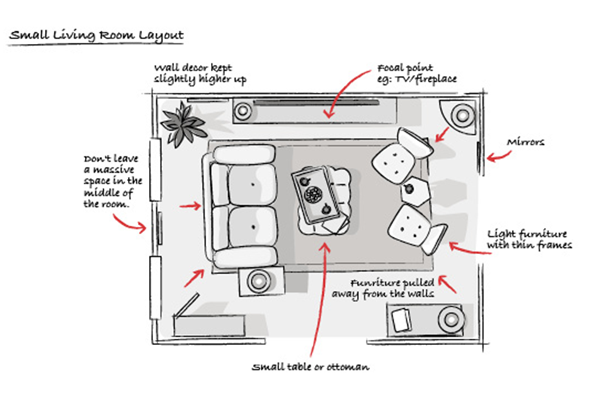 Small Living Room Layout
Wall decor kept
slightly higher up
Focal point
eg: TV/fireplace
Mirrors
Don't leave
a massive
space in the
middle of
the room.
Light furniture
with thin frames
Funriture pulled
away from the walls
Small table or ottoman